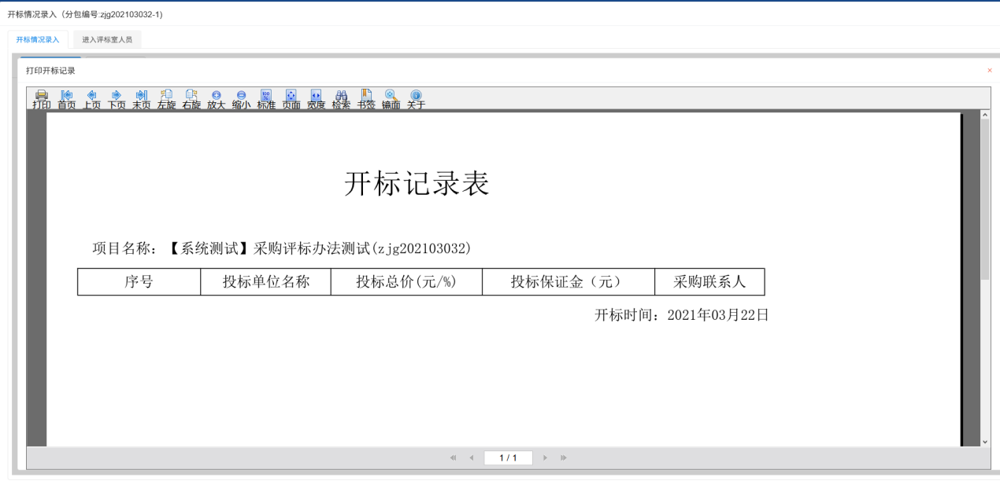 开标情况录入（分包编号:zjg202103032-1)
开标情况录入 进入评标室人员
打印开标记录 ×
打印 首页 上页 下页 末页 左旋 右旋 放大 缩小 标准 页面 宽度 检索 书签 镜面 关于
开标记录表
项目名称：【系统测试】采购评标办法测试(zjg202103032)
序号 投标单位名称 投标总价(元/%) 投标保证金（元） 采购联系人
开标时间：2021年03月22日
1 / 1